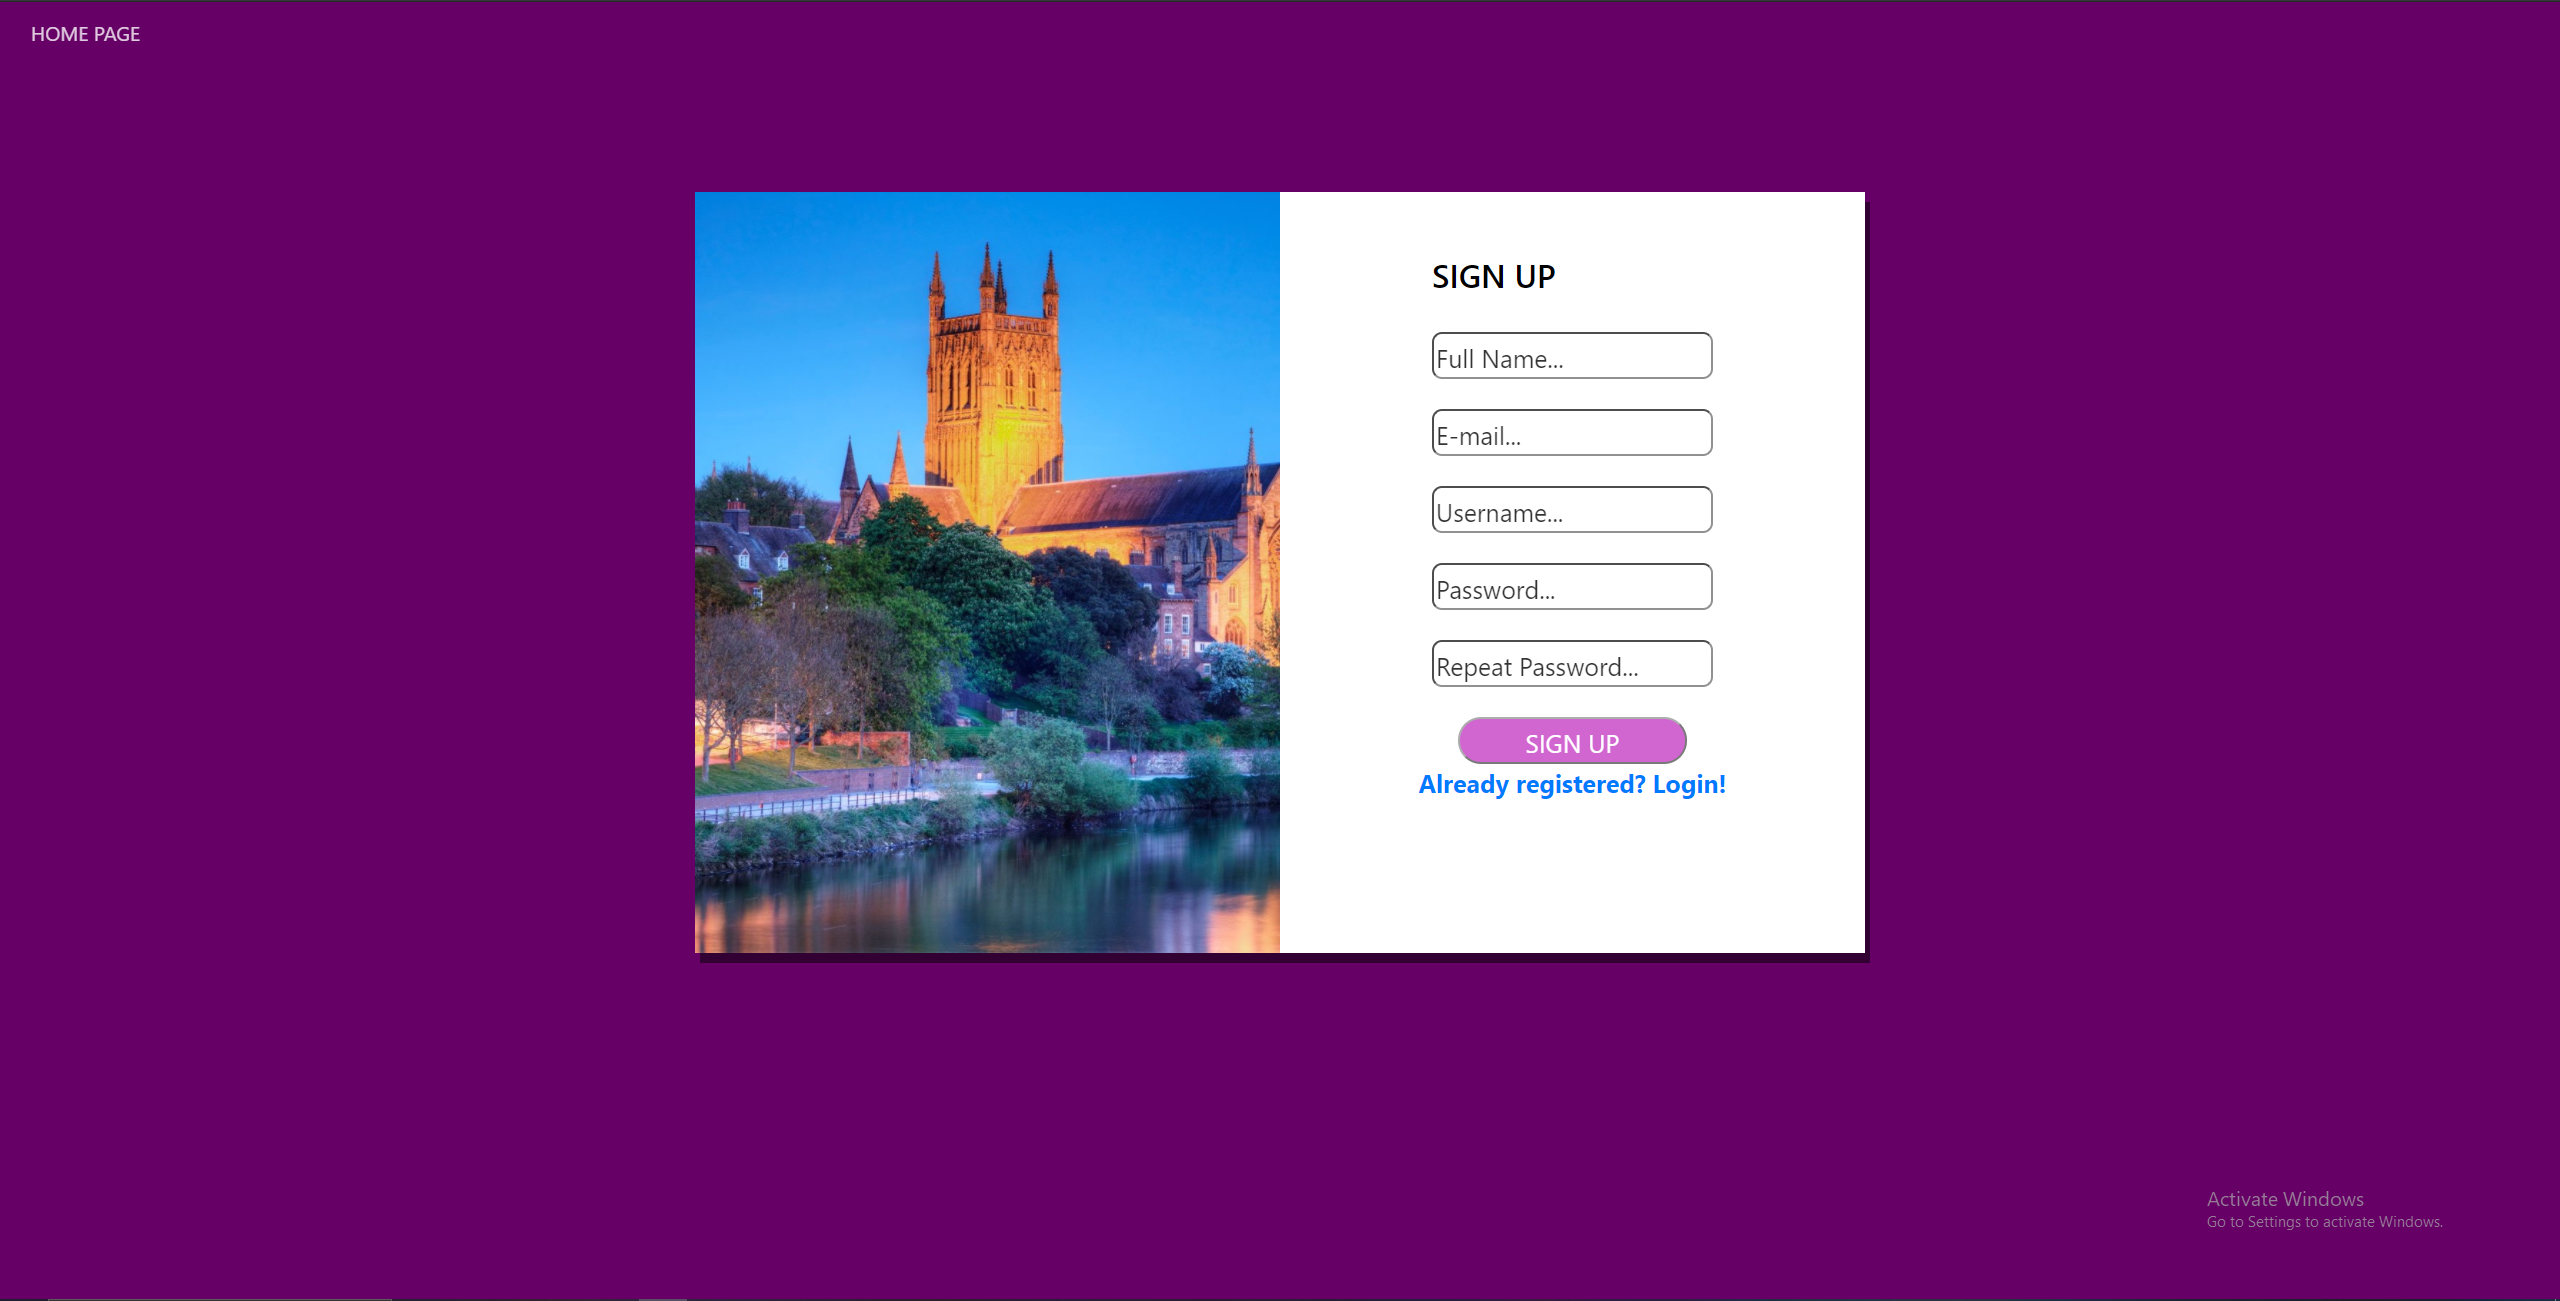 HOME PAGE
SIGN UP
Full Name...
E-mail...
Username...
Password...
Repeat Password...
SIGN UP
Already registered? Login!
Activate Windows
Go to Settings to activate Windows.